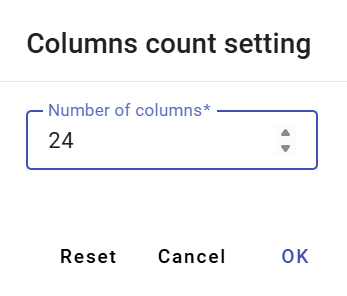 Columns count setting
Number of columns*
24
Reset Cancel OK